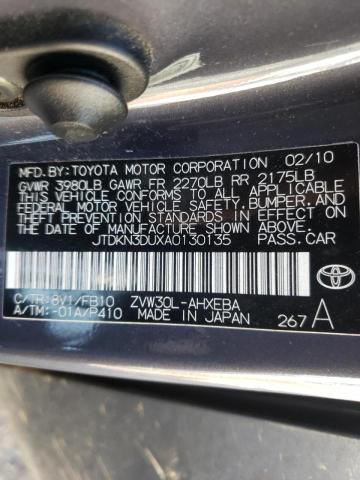 MFD.BY:TOYOTA MOTOR CORPORATION 02/10
GVWR 3980LB GAWR FR 2270LB RR 2175LB
THIS VEHICLE CONFORMS TO ALL APPLICABLE
FEDERAL MOTOR VEHICLE SAFETY,
BUMPER, AND THEFT PREVENTION STANDARDS
IN EFFECT ON THE DATE OF
MANUFACTURE SHOWN ABOVE.
JTDKN3DUXA0130135 PASS.CAR
C/TR:8V1/FB10 ZVW30L-AHXEBA
A/TM:-01A/P410 MADE IN JAPAN 267 A
TOYOTA